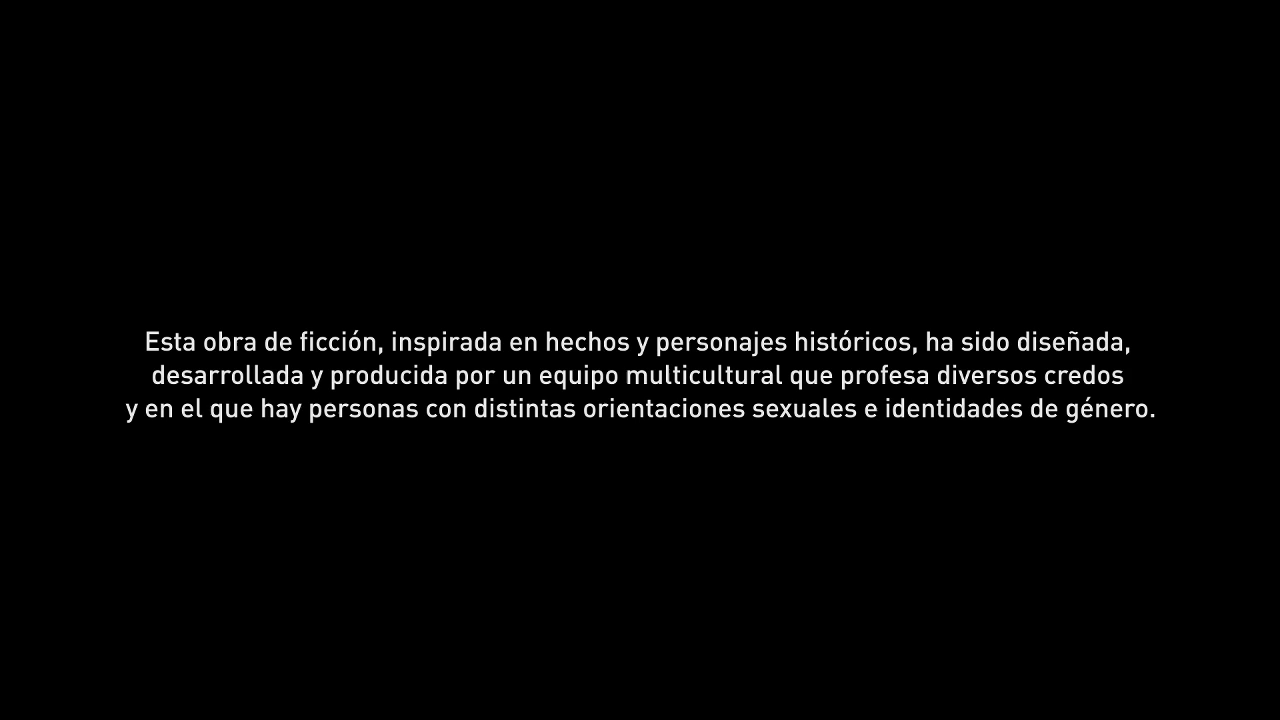 Esta obra de ficción, inspirada en hechos y personajes históricos, ha sido diseñada,
desarrollada y producida por un equipo multicultural que profesa diversos credos
y en el que hay personas con distintas orientaciones sexuales e identidades de género.